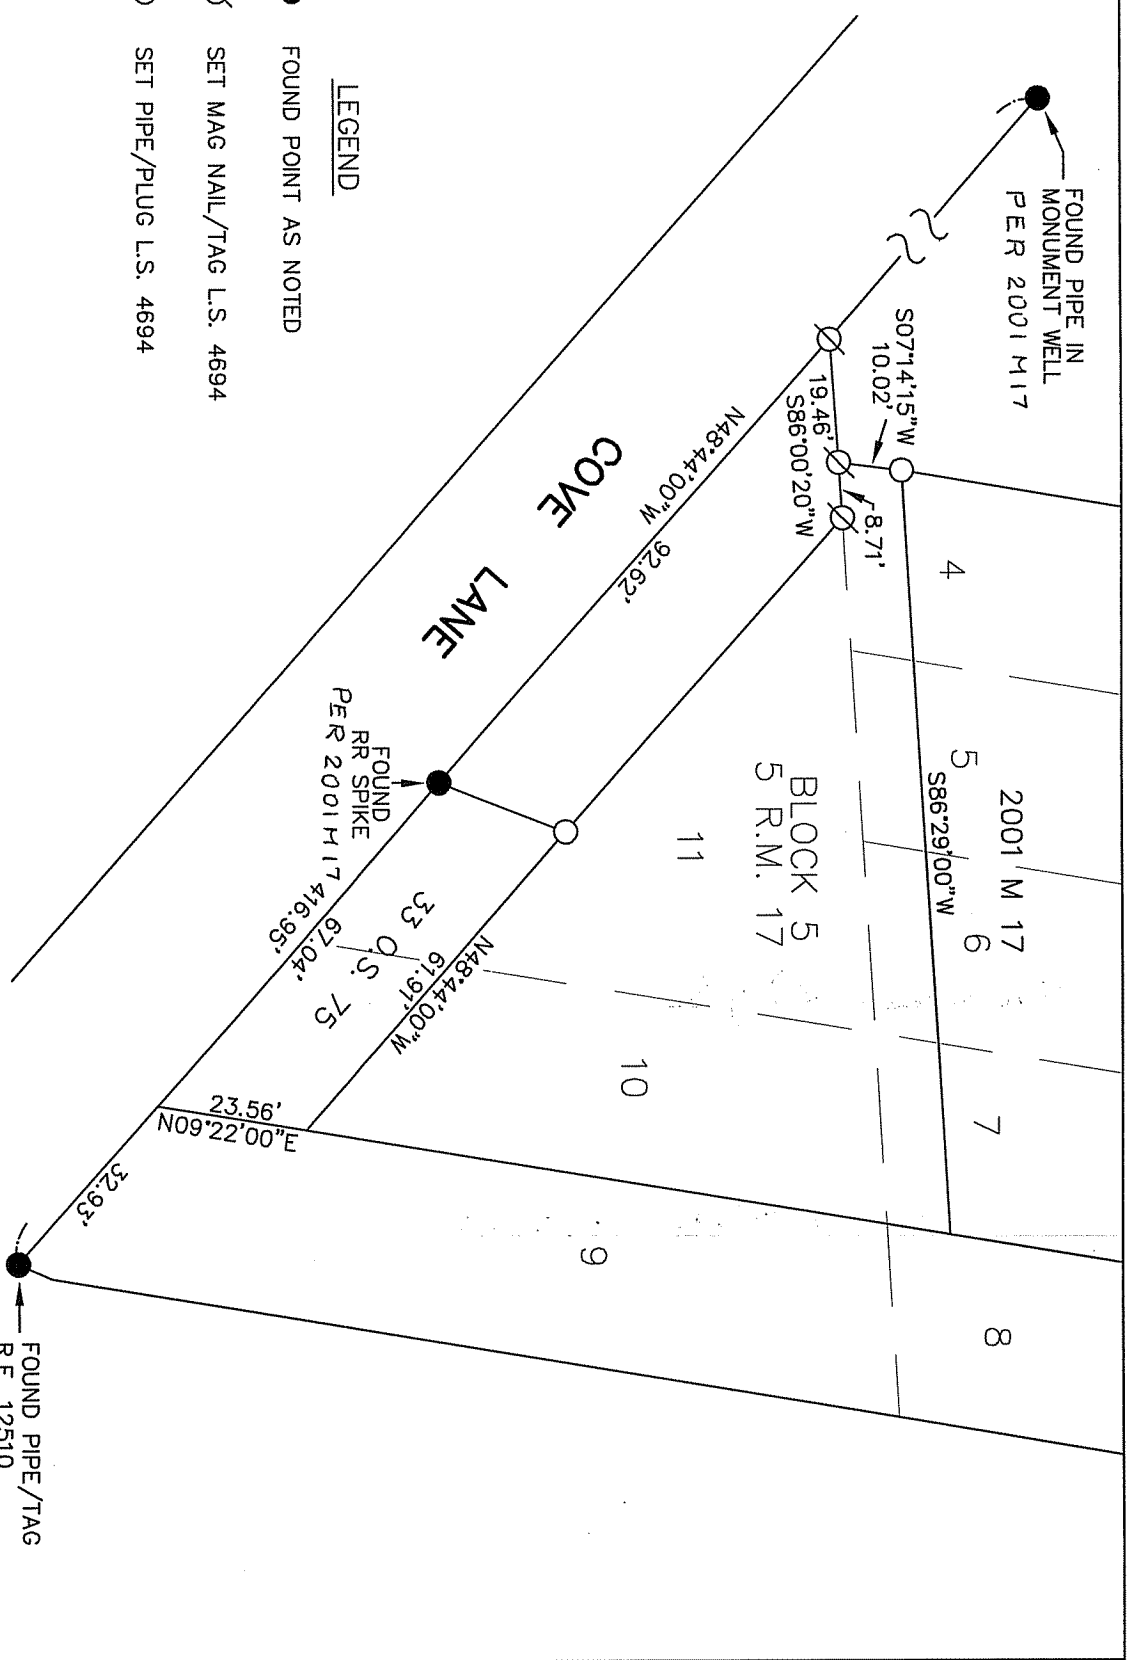 FOUND PIPE IN
MONUMENT WELL
PER 2001 M17
S07°14'15"W
10.02'
19.46'
S86°00'20"W
8.71'
4
5
6
7
8
2001 M 17
S86°29'00"W
BLOCK 5
5 R.M. 17
11
10
9
N48°44'00"W
92.62'
COVE LANE
FOUND
RR SPIKE
PER 2001 M17
416.95'
67.04'
33 O.S. 75
61.91'
N48°44'00"W
23.56'
N09°22'00"E
32.93'
FOUND PIPE/TAG
R.E. 12510
LEGEND
FOUND POINT AS NOTED
SET MAG NAIL/TAG L.S. 4694
SET PIPE/PLUG L.S. 4694